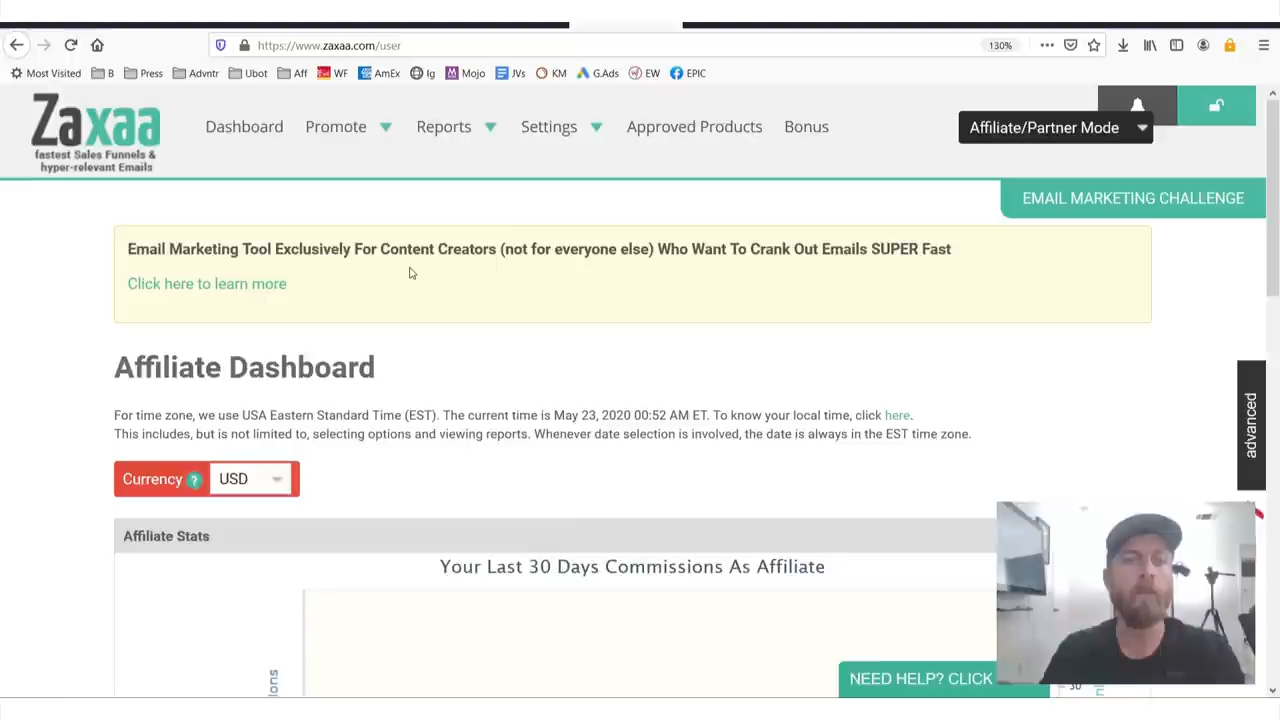 https://www.zaxaa.com/user
130%
Most Visited
B
Press
Advntr
Ubot
Aff
WF
AmEx
Ig
Mojo
JVs
KM
G.Ads
EW
EPIC
Zaxaa
fastest Sales Funnels &
hyper-relevant Emails
Dashboard
Promote
Reports
Settings
Approved Products
Bonus
Affiliate/Partner Mode
EMAIL MARKETING CHALLENGE
Email Marketing Tool Exclusively For Content Creators (not for everyone else) Who Want To Crank Out Emails SUPER Fast
Click here to learn more
Affiliate Dashboard
For time zone, we use USA Eastern Standard Time (EST). The current time is May 23, 2020 00:52 AM ET. To know your local time, click here.
This includes, but is not limited to, selecting options and viewing reports. Whenever date selection is involved, the date is always in the EST time zone.
advanced
Currency ? USD
Affiliate Stats
Your Last 30 Days Commissions As Affiliate
NEED HELP? CLICK